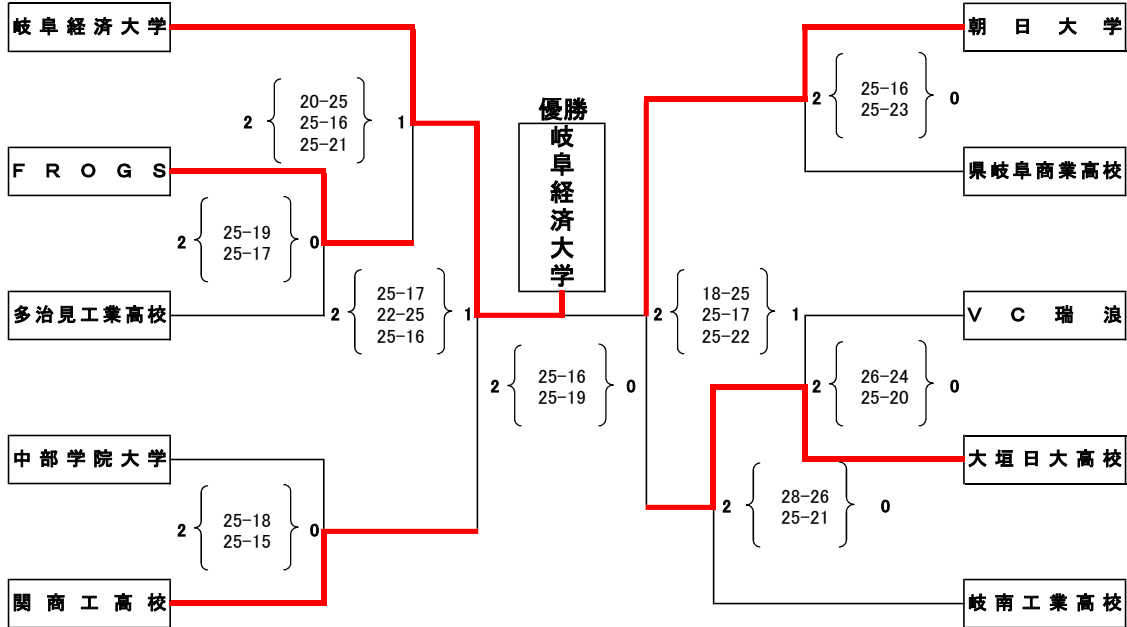 岐阜経済大学
2 20-25 1
25-16
25-21
FROGS
2 25-19 0
25-17
多治見工業高校
2 25-17 1
22-25
25-16
中部学院大学
2 25-18 0
25-15
関商工高校
優勝
岐阜経済大学
2 25-16 0
25-19
朝日大学
2 25-16 0
25-23
県岐阜商業高校
2 18-25 1
25-17
25-22
VC瑞浪
2 26-24 0
25-20
大垣日大高校
2 28-26 0
25-21
岐南工業高校